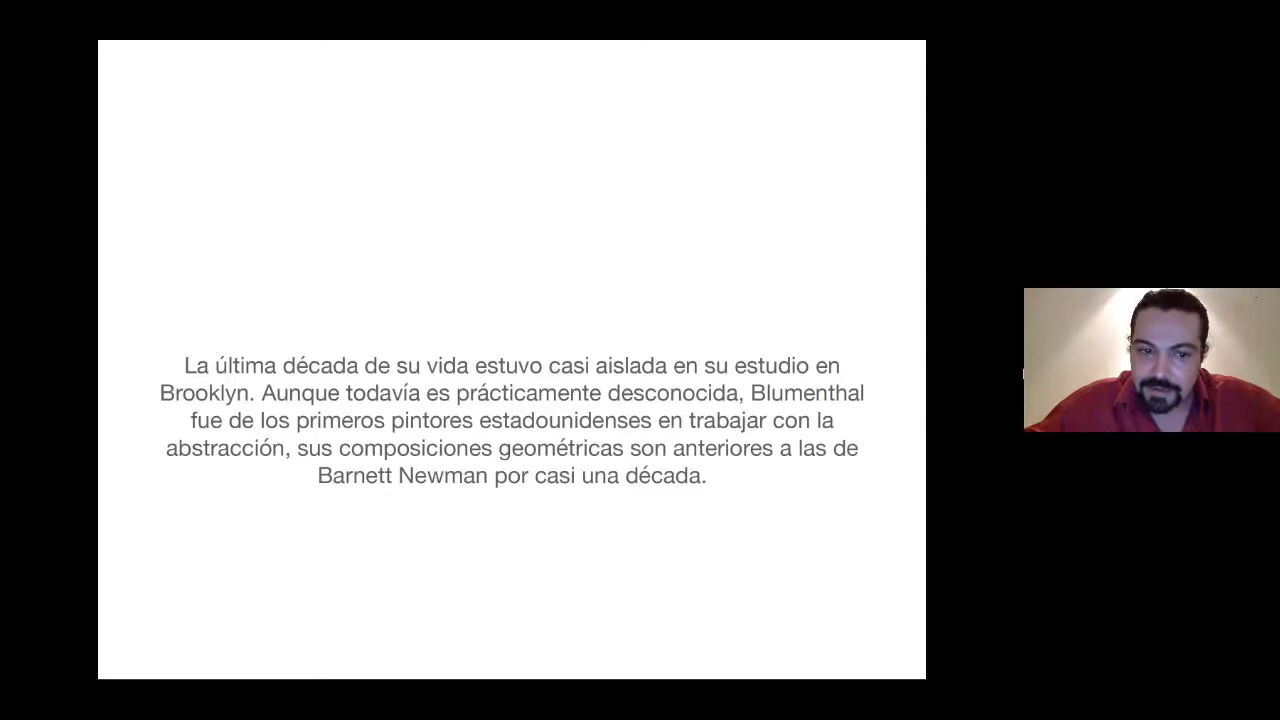 La última década de su vida estuvo casi aislada en su estudio en
Brooklyn. Aunque todavía es prácticamente desconocida, Blumenthal
fue de los primeros pintores estadounidenses en trabajar con la
abstracción, sus composiciones geométricas son anteriores a las de
Barnett Newman por casi una década.